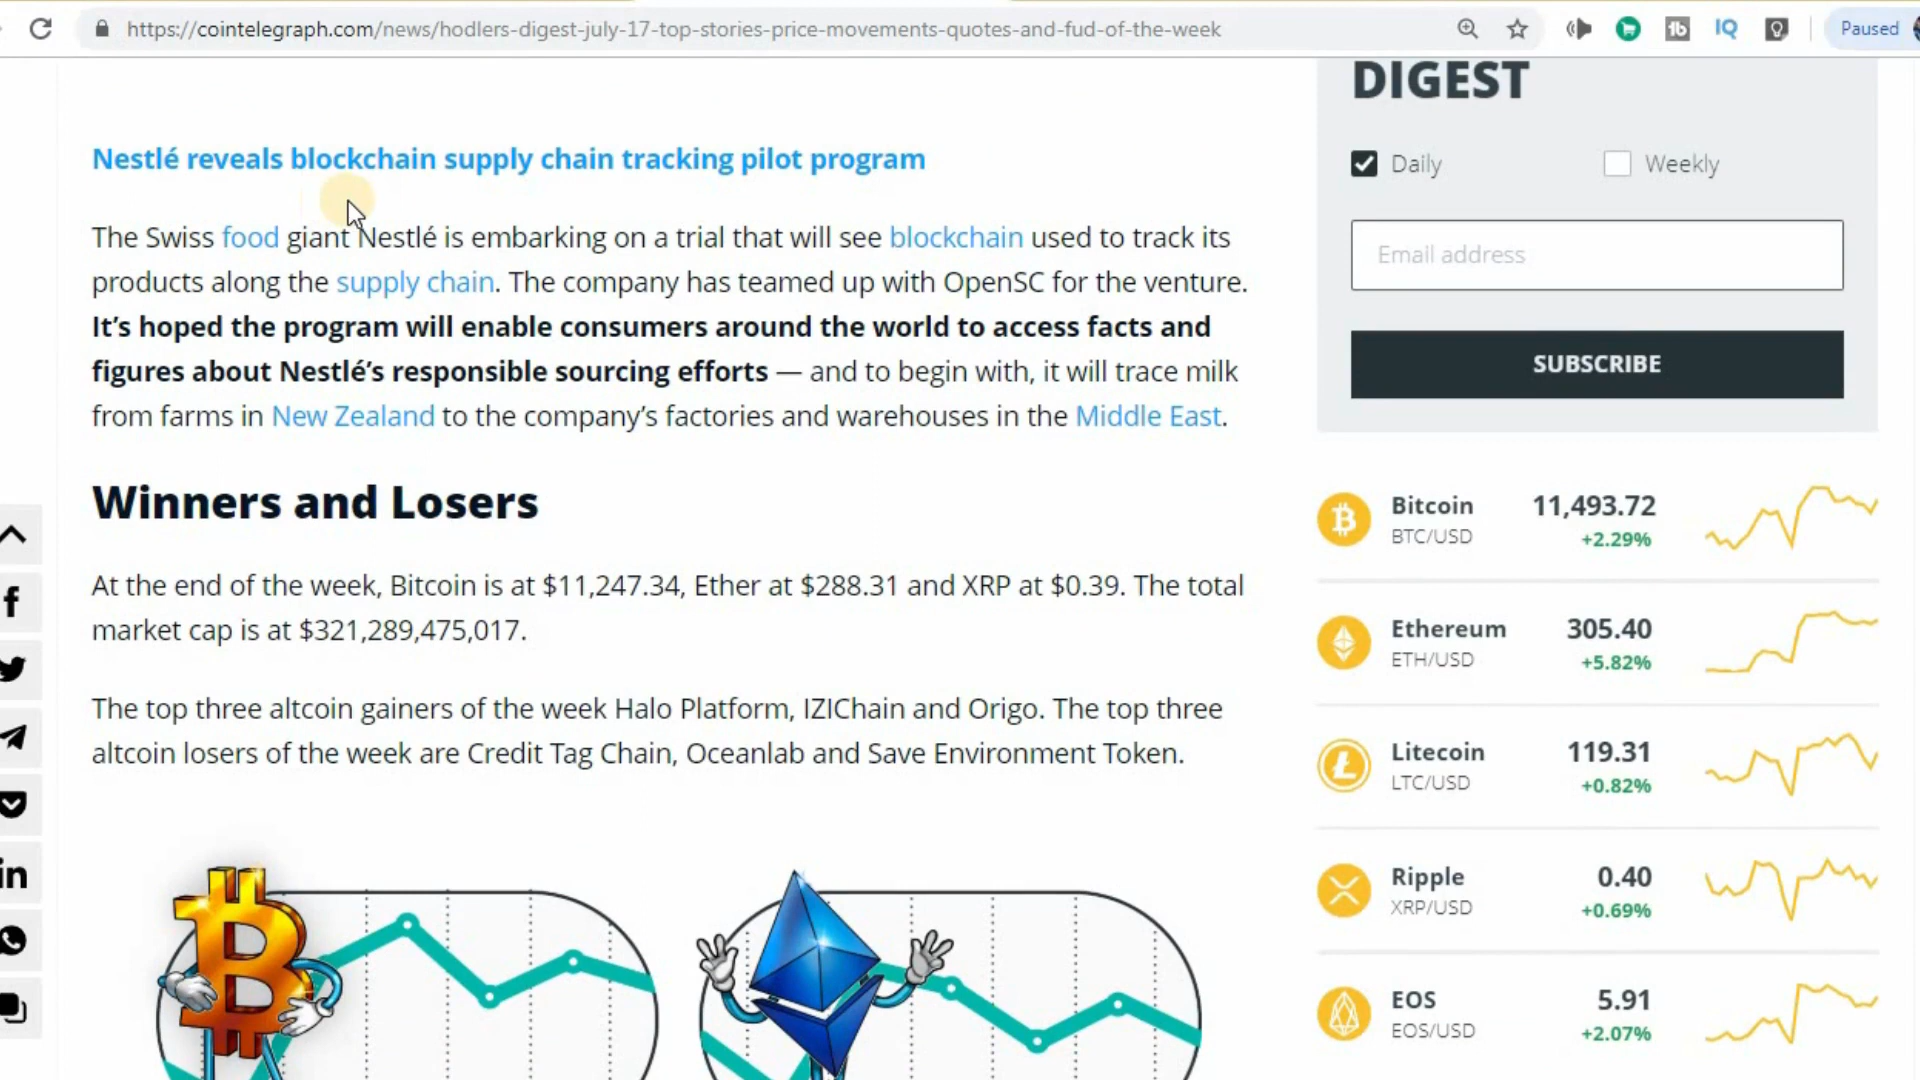 https://cointelegraph.com/news/hodlers-digest-july-17-top-stories-price-movements-quotes-and-fud-of-the-week
IQ
Paused
Nestlé reveals blockchain supply chain tracking pilot program
The Swiss food giant Nestlé is embarking on a trial that will see blockchain used to track its
products along the supply chain. The company has teamed up with OpenSC for the venture.
It’s hoped the program will enable consumers around the world to access facts and
figures about Nestlé’s responsible sourcing efforts — and to begin with, it will trace milk
from farms in New Zealand to the company’s factories and warehouses in the Middle East.
Winners and Losers
At the end of the week, Bitcoin is at $11,247.34, Ether at $288.31 and XRP at $0.39. The total
market cap is at $321,289,475,017.
The top three altcoin gainers of the week Halo Platform, IZIChain and Origo. The top three
altcoin losers of the week are Credit Tag Chain, Oceanlab and Save Environment Token.
DIGEST
Daily Weekly
Email address
SUBSCRIBE
Bitcoin 11,493.72
BTC/USD +2.29%
Ethereum 305.40
ETH/USD +5.82%
Litecoin 119.31
LTC/USD +0.82%
Ripple 0.40
XRP/USD +0.69%
EOS 5.91
EOS/USD +2.07%